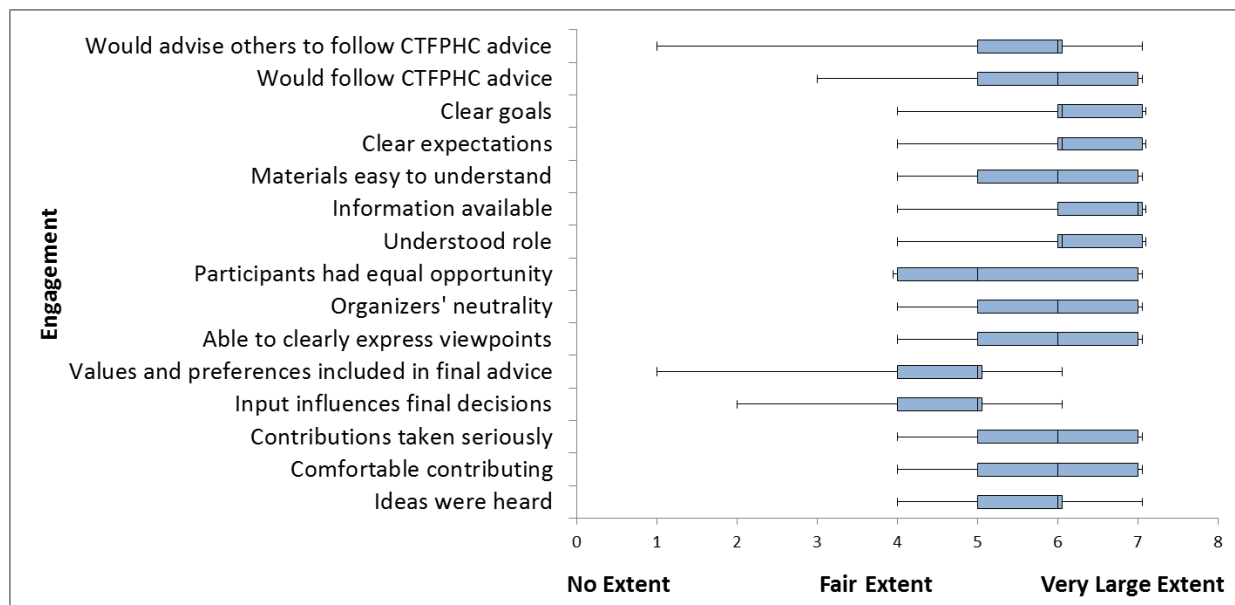 Would advise others to follow CTFPHC advice
Would follow CTFPHC advice
Clear goals
Clear expectations
Materials easy to understand
Information available
Understood role
Participants had equal opportunity
Organizers' neutrality
Able to clearly express viewpoints
Values and preferences included in final advice
Input influences final decisions
Contributions taken seriously
Comfortable contributing
Ideas were heard
Engagement
0 1 2 3 4 5 6 7 8
No Extent Fair Extent Very Large Extent